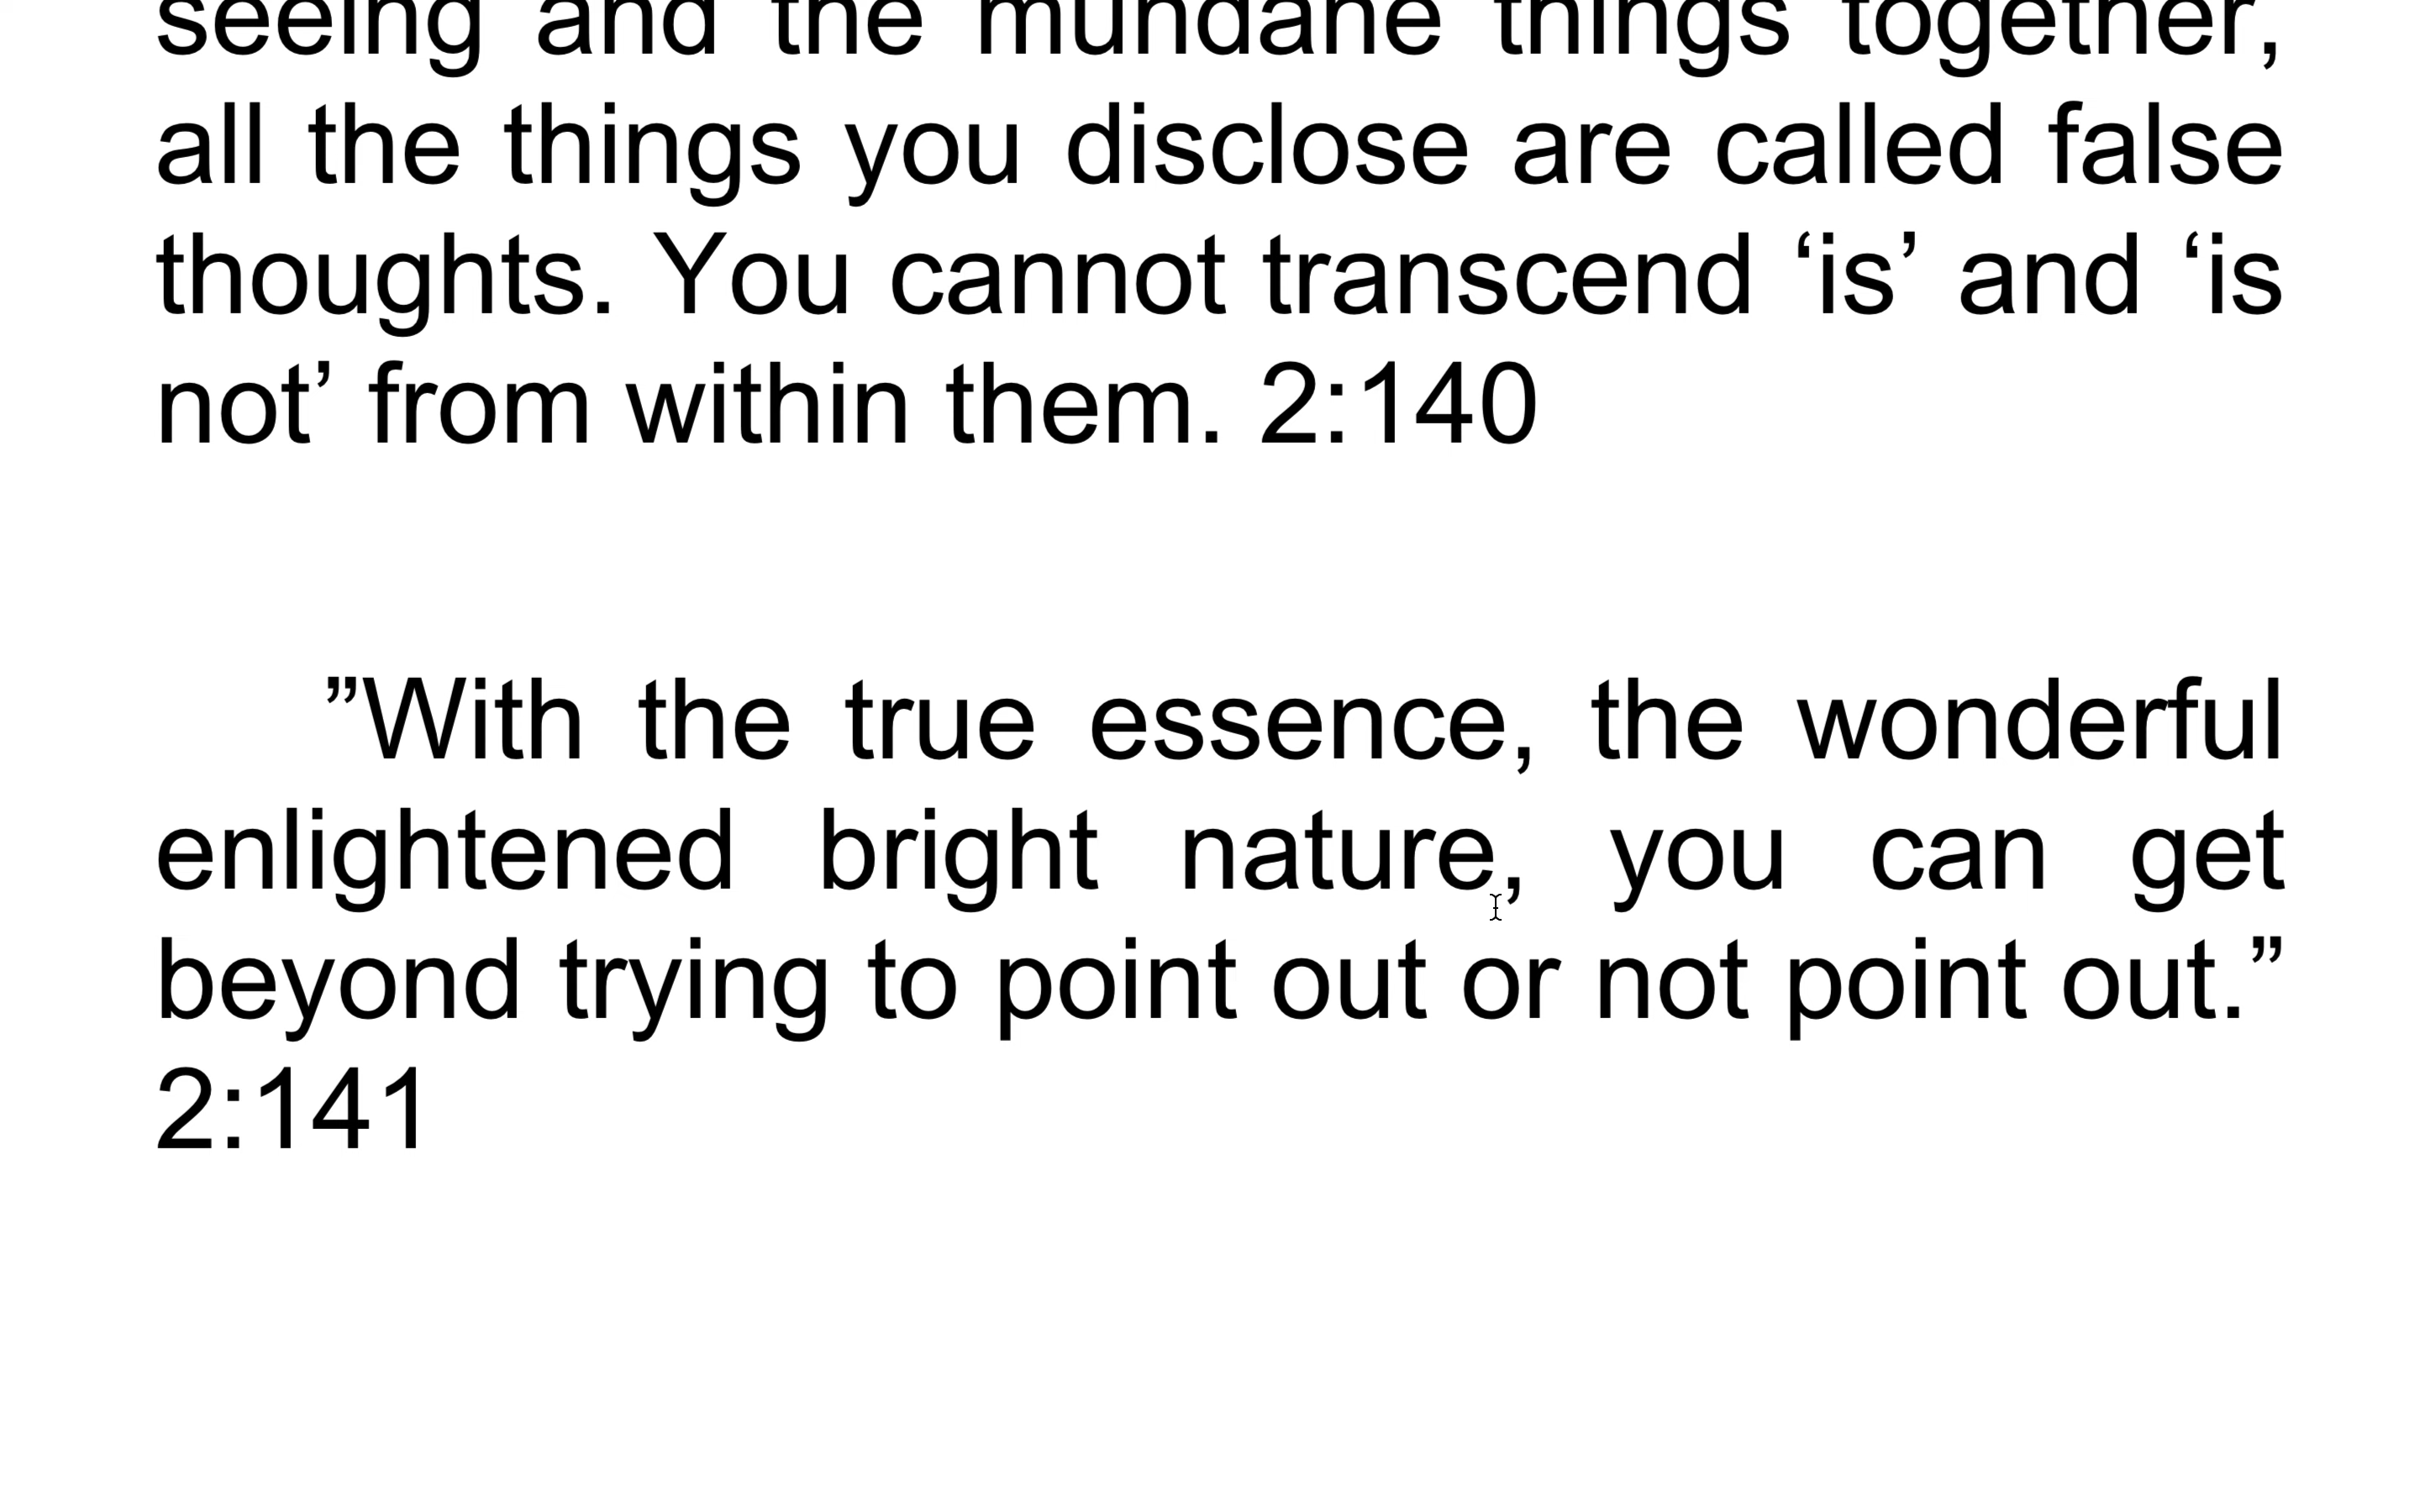 seeing and the mundane things together,
all the things you disclose are called false
thoughts. You cannot transcend ‘is’ and ‘is
not’ from within them. 2:140
”With the true essence, the wonderful
enlightened bright nature, you can get
beyond trying to point out or not point out.”
2:141